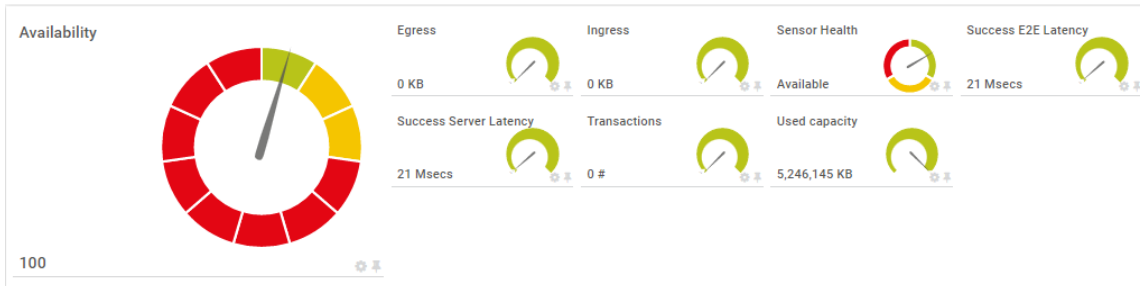 Availability
100
Egress
0 KB
Ingress
0 KB
Sensor Health
Available
Success E2E Latency
21 Msecs
Success Server Latency
21 Msecs
Transactions
0 #
Used capacity
5,246,145 KB